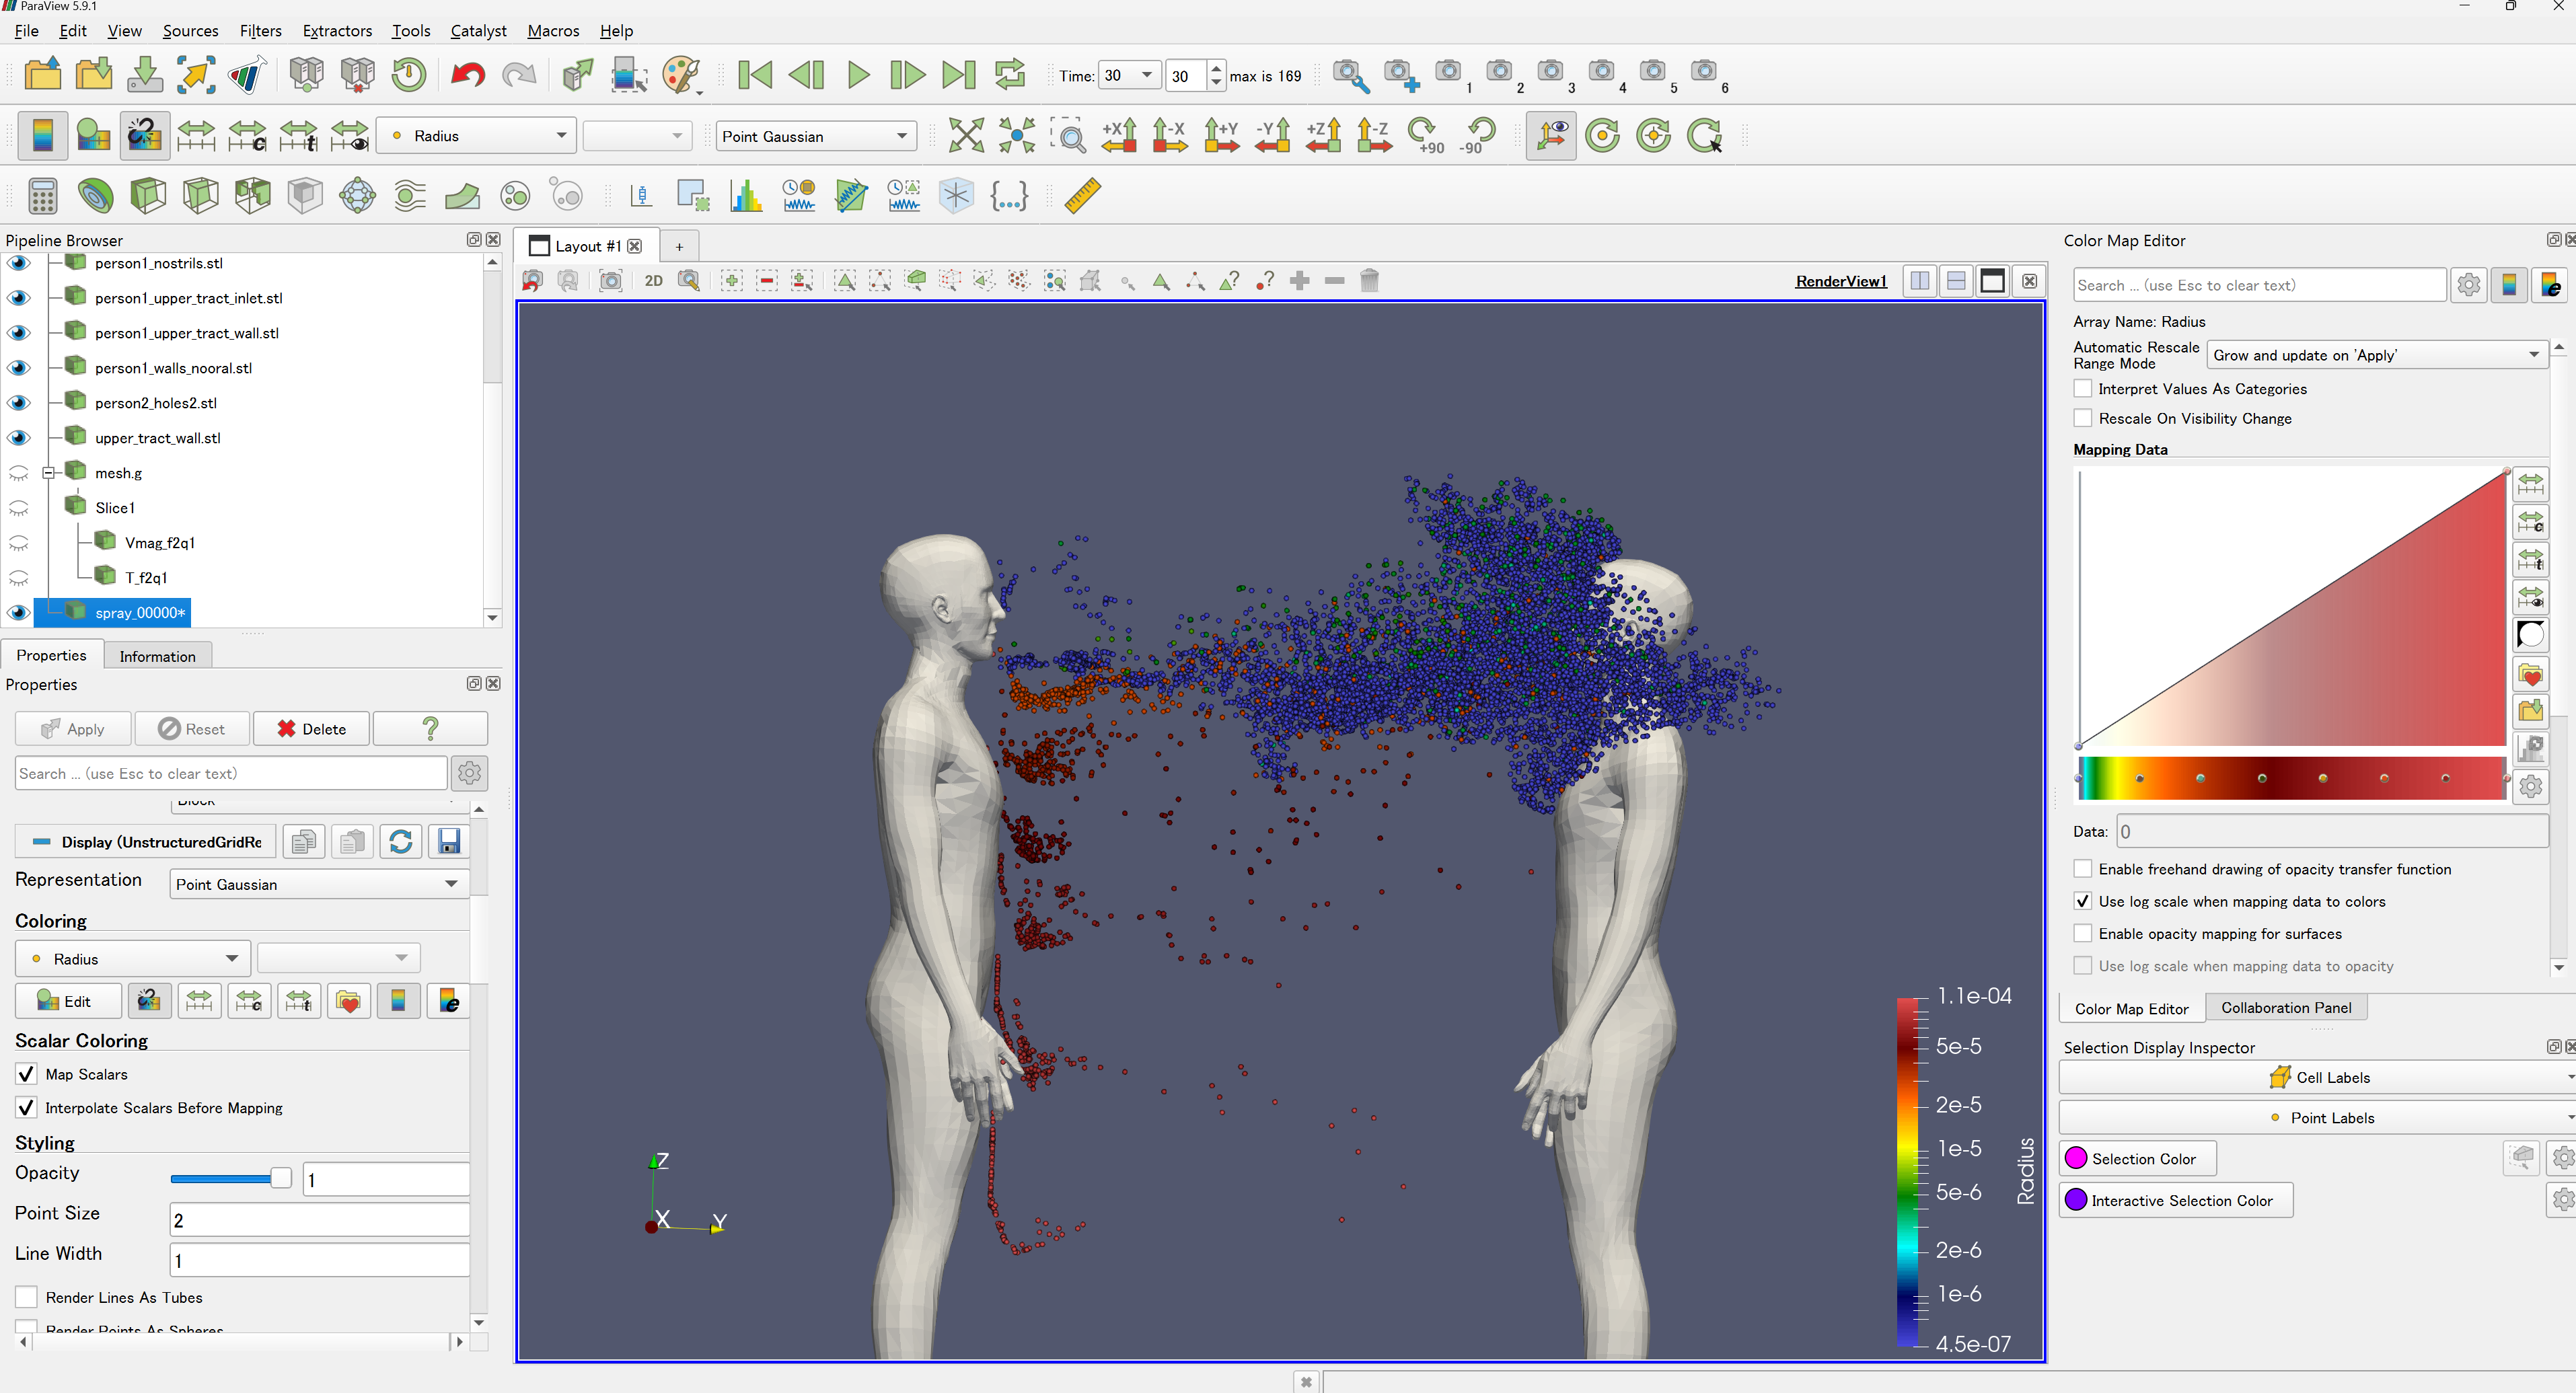 ParaView 5.9.1
File Edit View Sources Filters Extractors Tools Catalyst Macros Help
Time: 30 30 max is 169 1 2 3 4 5 6
Radius Point Gaussian +X -X +Y -Y +Z -Z +90 -90
Pipeline Browser
person1_nostrils.stl
person1_upper_tract_inlet.stl
person1_upper_tract_wall.stl
person1_walls_nooral.stl
person2_holes2.stl
upper_tract_wall.stl
mesh.g
Slice1
Vmag_f2q1
T_f2q1
spray_00000*
Properties Information
Properties
Apply Reset Delete ?
Search ... (use Esc to clear text)
Display (UnstructuredGridRe
Representation Point Gaussian
Coloring
Radius
Edit
Scalar Coloring
Map Scalars
Interpolate Scalars Before Mapping
Styling
Opacity 1
Point Size 2
Line Width 1
Render Lines As Tubes
Render Points As Spheres
Layout #1 +
2D RenderView1
Z
X Y
1.1e-04
5e-5
2e-5
1e-5
5e-6
2e-6
1e-6
4.5e-07
Radius
Color Map Editor
Search ... (use Esc to clear text)
Array Name: Radius
Automatic Rescale
Range Mode
Grow and update on 'Apply'
Interpret Values As Categories
Rescale On Visibility Change
Mapping Data
Data: 0
Enable freehand drawing of opacity transfer function
Use log scale when mapping data to colors
Enable opacity mapping for surfaces
Use log scale when mapping data to opacity
Color Map Editor Collaboration Panel
Selection Display Inspector
Cell Labels
Point Labels
Selection Color
Interactive Selection Color